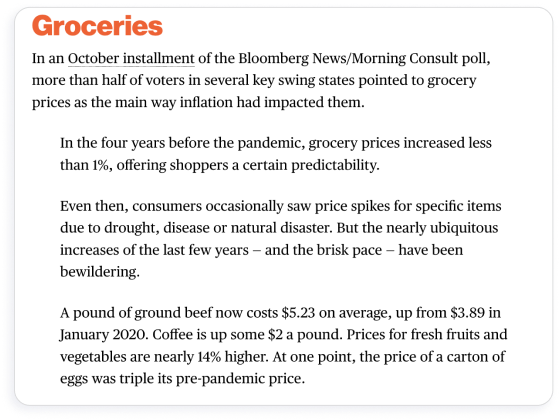 Groceries
In an October installment of the Bloomberg News/Morning Consult poll,
more than half of voters in several key swing states pointed to grocery
prices as the main way inflation had impacted them.
In the four years before the pandemic, grocery prices increased less
than 1%, offering shoppers a certain predictability.
Even then, consumers occasionally saw price spikes for specific items
due to drought, disease or natural disaster. But the nearly ubiquitous
increases of the last few years – and the brisk pace – have been
bewildering.
A pound of ground beef now costs $5.23 on average, up from $3.89 in
January 2020. Coffee is up some $2 a pound. Prices for fresh fruits and
vegetables are nearly 14% higher. At one point, the price of a carton of
eggs was triple its pre-pandemic price.